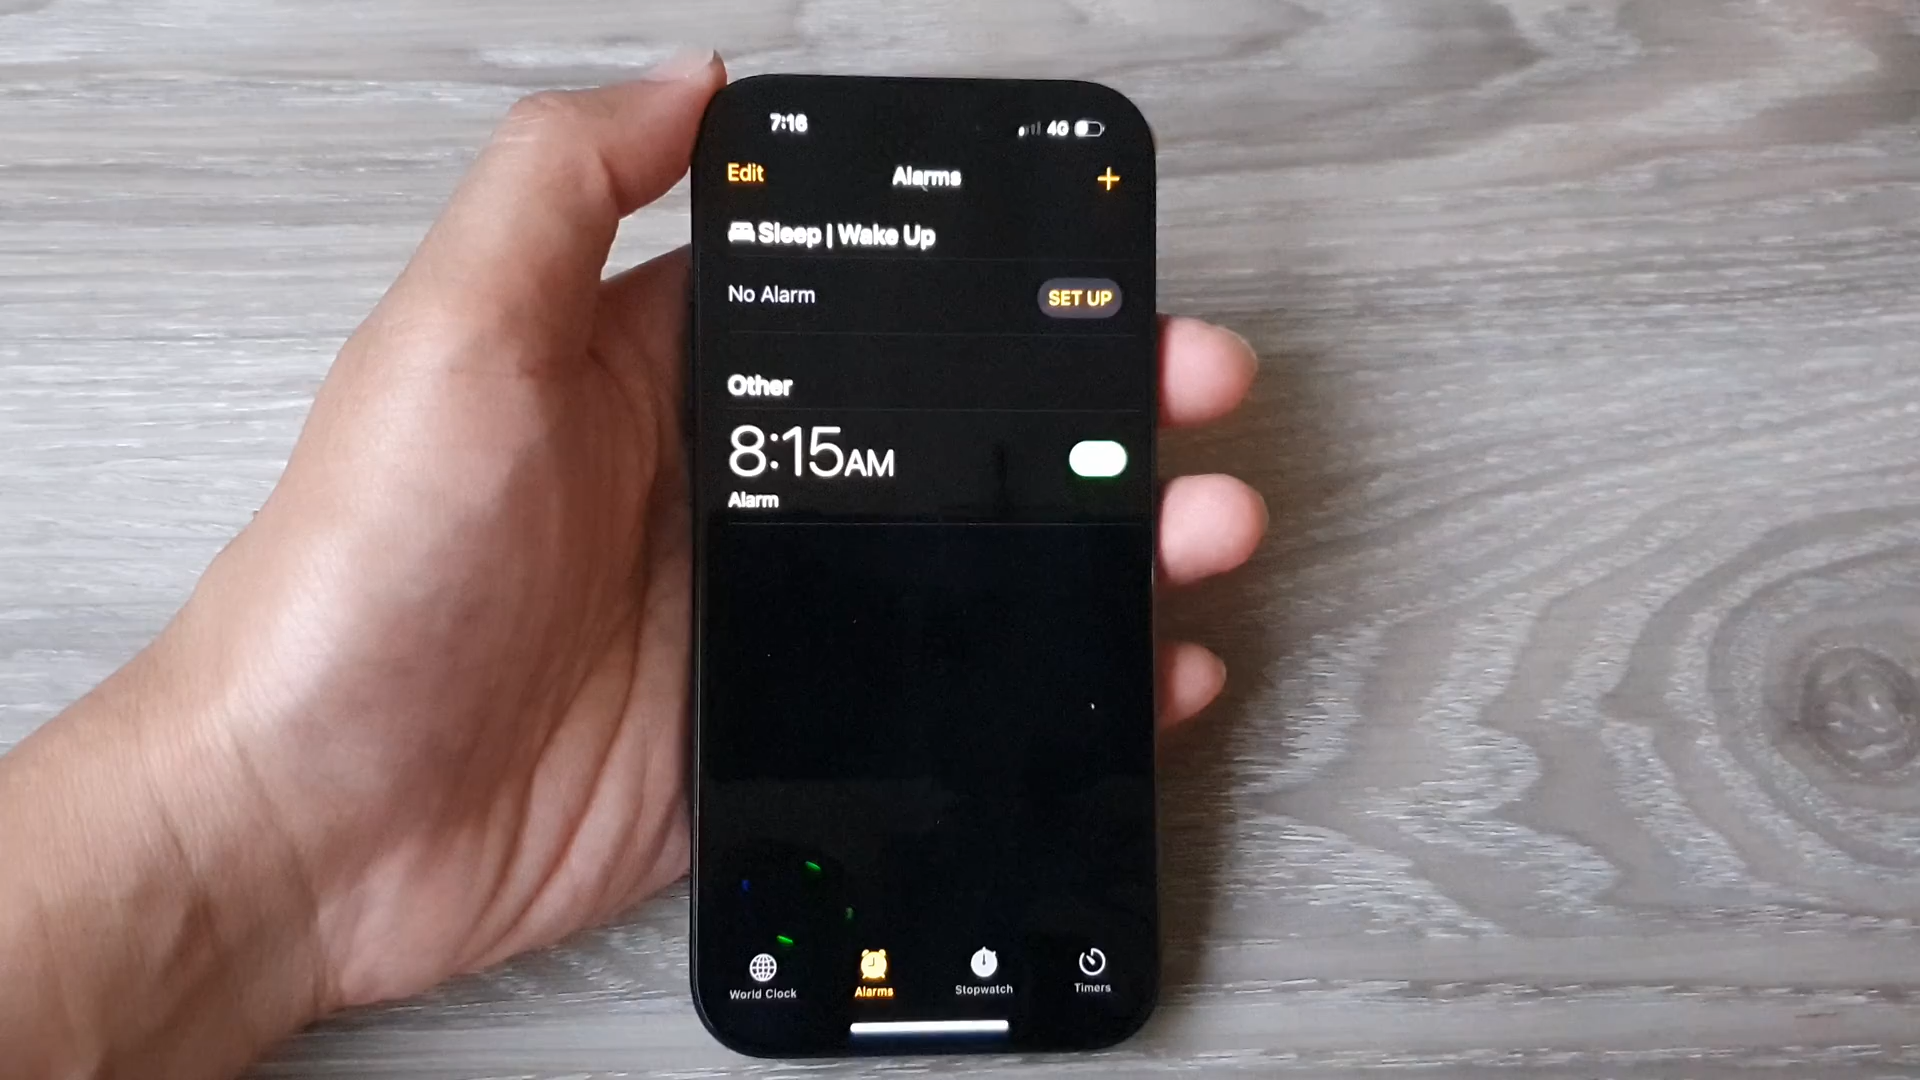 7:16 4G
Edit Alarms +
Sleep | Wake Up
No Alarm SET UP
Other
8:15AM
Alarm
World Clock Alarms Stopwatch Timers